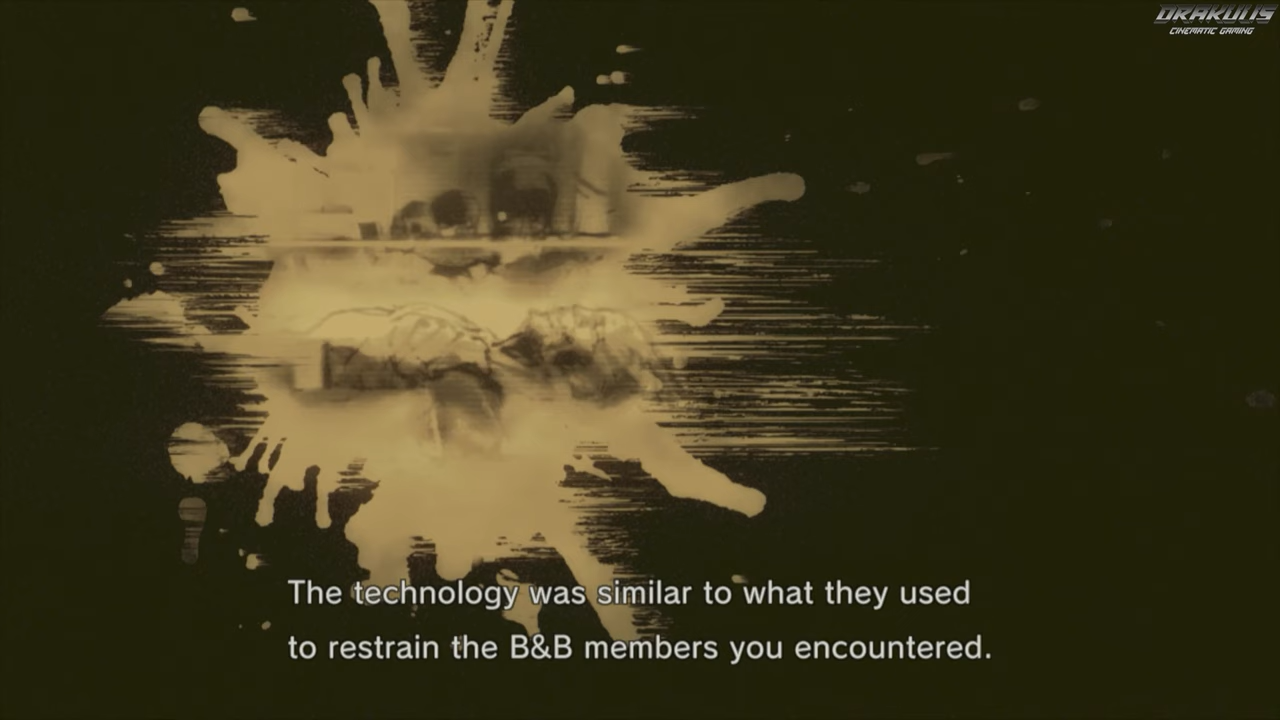 DRAKULIS
CINEMATIC GAMING
The technology was similar to what they used
to restrain the B&B members you encountered.